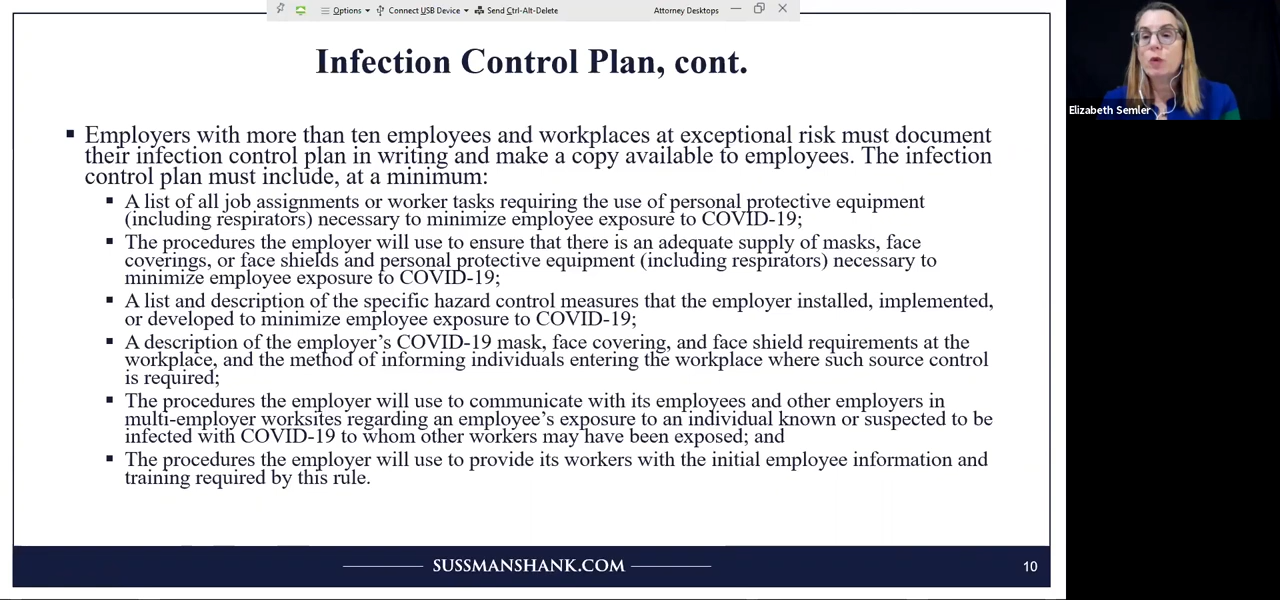 Options
Connect USB Device
Send Ctrl-Alt-Delete
Attorney Desktops
Infection Control Plan, cont.
Elizabeth Semler
▪ Employers with more than ten employees and workplaces at exceptional risk must document
their infection control plan in writing and make a copy available to employees. The infection
control plan must include, at a minimum:
▪ A list of all job assignments or worker tasks requiring the use of personal protective equipment
(including respirators) necessary to minimize employee exposure to COVID-19;
▪ The procedures the employer will use to ensure that there is an adequate supply of masks, face
coverings, or face shields and personal protective equipment (including respirators) necessary to
minimize employee exposure to COVID-19;
▪ A list and description of the specific hazard control measures that the employer installed, implemented,
or developed to minimize employee exposure to COVID-19;
▪ A description of the employer’s COVID-19 mask, face covering, and face shield requirements at the
workplace, and the method of informing individuals entering the workplace where such source control
is required;
▪ The procedures the employer will use to communicate with its employees and other employers in
multi-employer worksites regarding an employee’s exposure to an individual known or suspected to be
infected with COVID-19 to whom other workers may have been exposed; and
▪ The procedures the employer will use to provide its workers with the initial employee information and
training required by this rule.
SUSSMANSHANK.COM
10